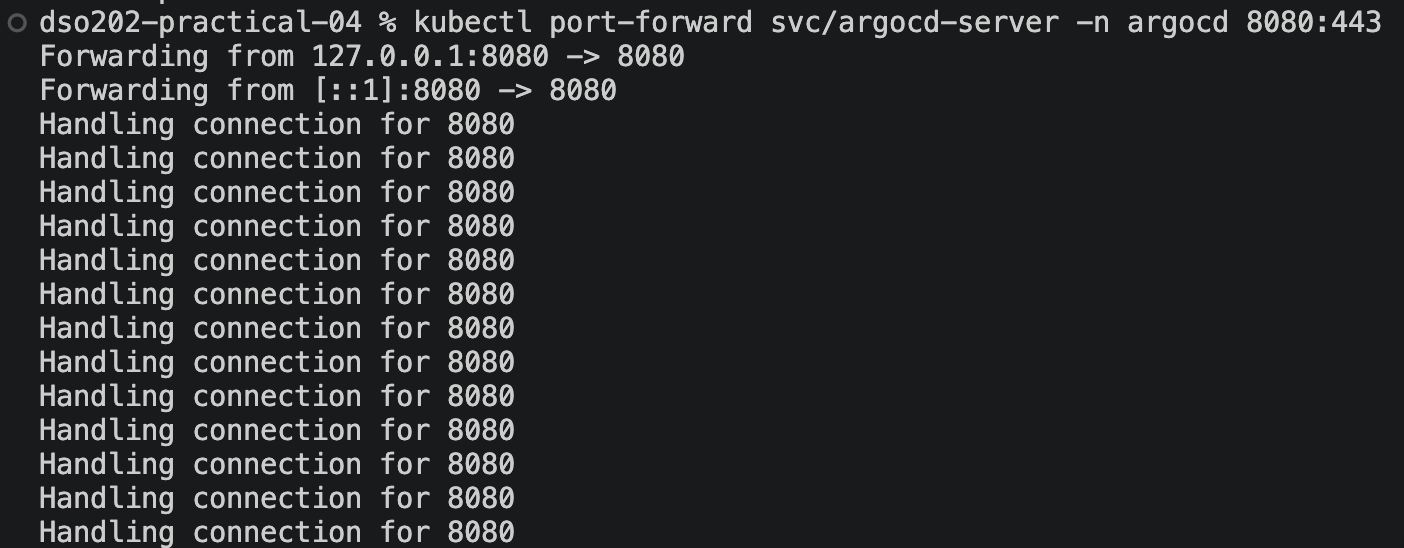 dso202-practical-04 % kubectl port-forward svc/argocd-server -n argocd 8080:443
Forwarding from 127.0.0.1:8080 -> 8080
Forwarding from [::1]:8080 -> 8080
Handling connection for 8080
Handling connection for 8080
Handling connection for 8080
Handling connection for 8080
Handling connection for 8080
Handling connection for 8080
Handling connection for 8080
Handling connection for 8080
Handling connection for 8080
Handling connection for 8080
Handling connection for 8080
Handling connection for 8080
Handling connection for 8080